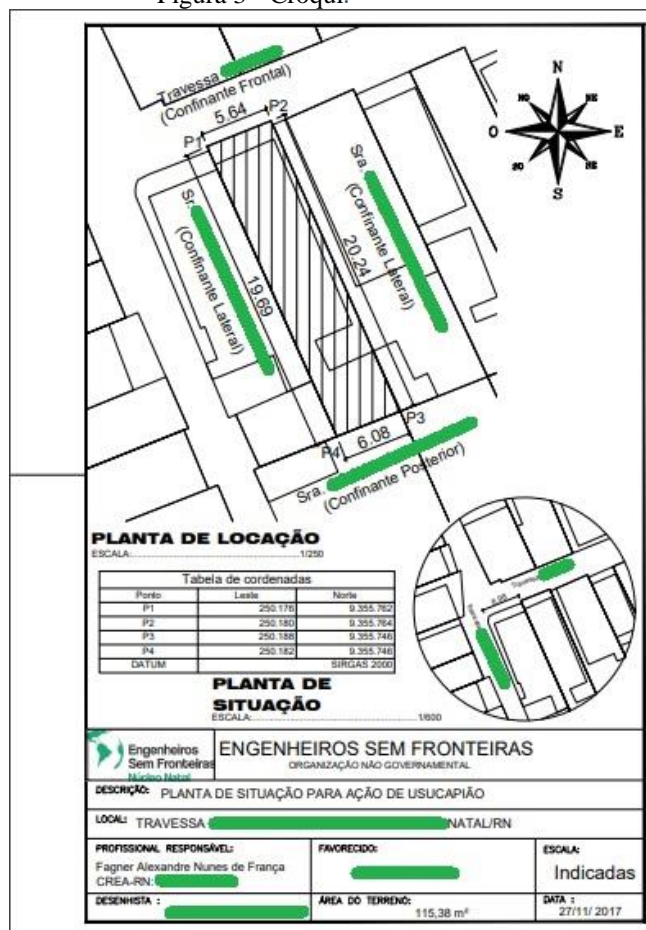 Figura 3 - Croqui.
Travessa
(Confinante Frontal)
5.64
P1
P2
N
NO
NE
O
E
SO
SE
S
Sr.
(Confinante Lateral)
19.69
20.24
Sra.
(Confinante Lateral)
P3
P4
6.08
Sra.
(Confinante Posterior)
PLANTA DE LOCAÇÃO
ESCALA: 1/250
Tabela de cordenadas
Ponto Leste Norte
P1 250.176 9.355.762
P2 250.180 9.355.764
P3 250.188 9.355.746
P4 250.182 9.355.746
DATUM SIRGAS 2000
PLANTA DE
SITUAÇÃO
ESCALA: 1/600
Travessa
Engenheiros
Sem Fronteiras
Núcleo Natal
ENGENHEIROS SEM FRONTEIRAS
ORGANIZAÇÃO NÃO GOVERNAMENTAL
DESCRIÇÃO: PLANTA DE SITUAÇÃO PARA AÇÃO DE USUCAPIÃO
LOCAL: TRAVESSA NATAL/RN
PROFISSIONAL RESPONSÁVEL:
Fagner Alexandre Nunes de França
CREA-RN:
FAVORECIDO:
ESCALA:
Indicadas
DESENHISTA :
ÁREA DO TERRENO:
115,38 m²
DATA :
27/11/ 2017